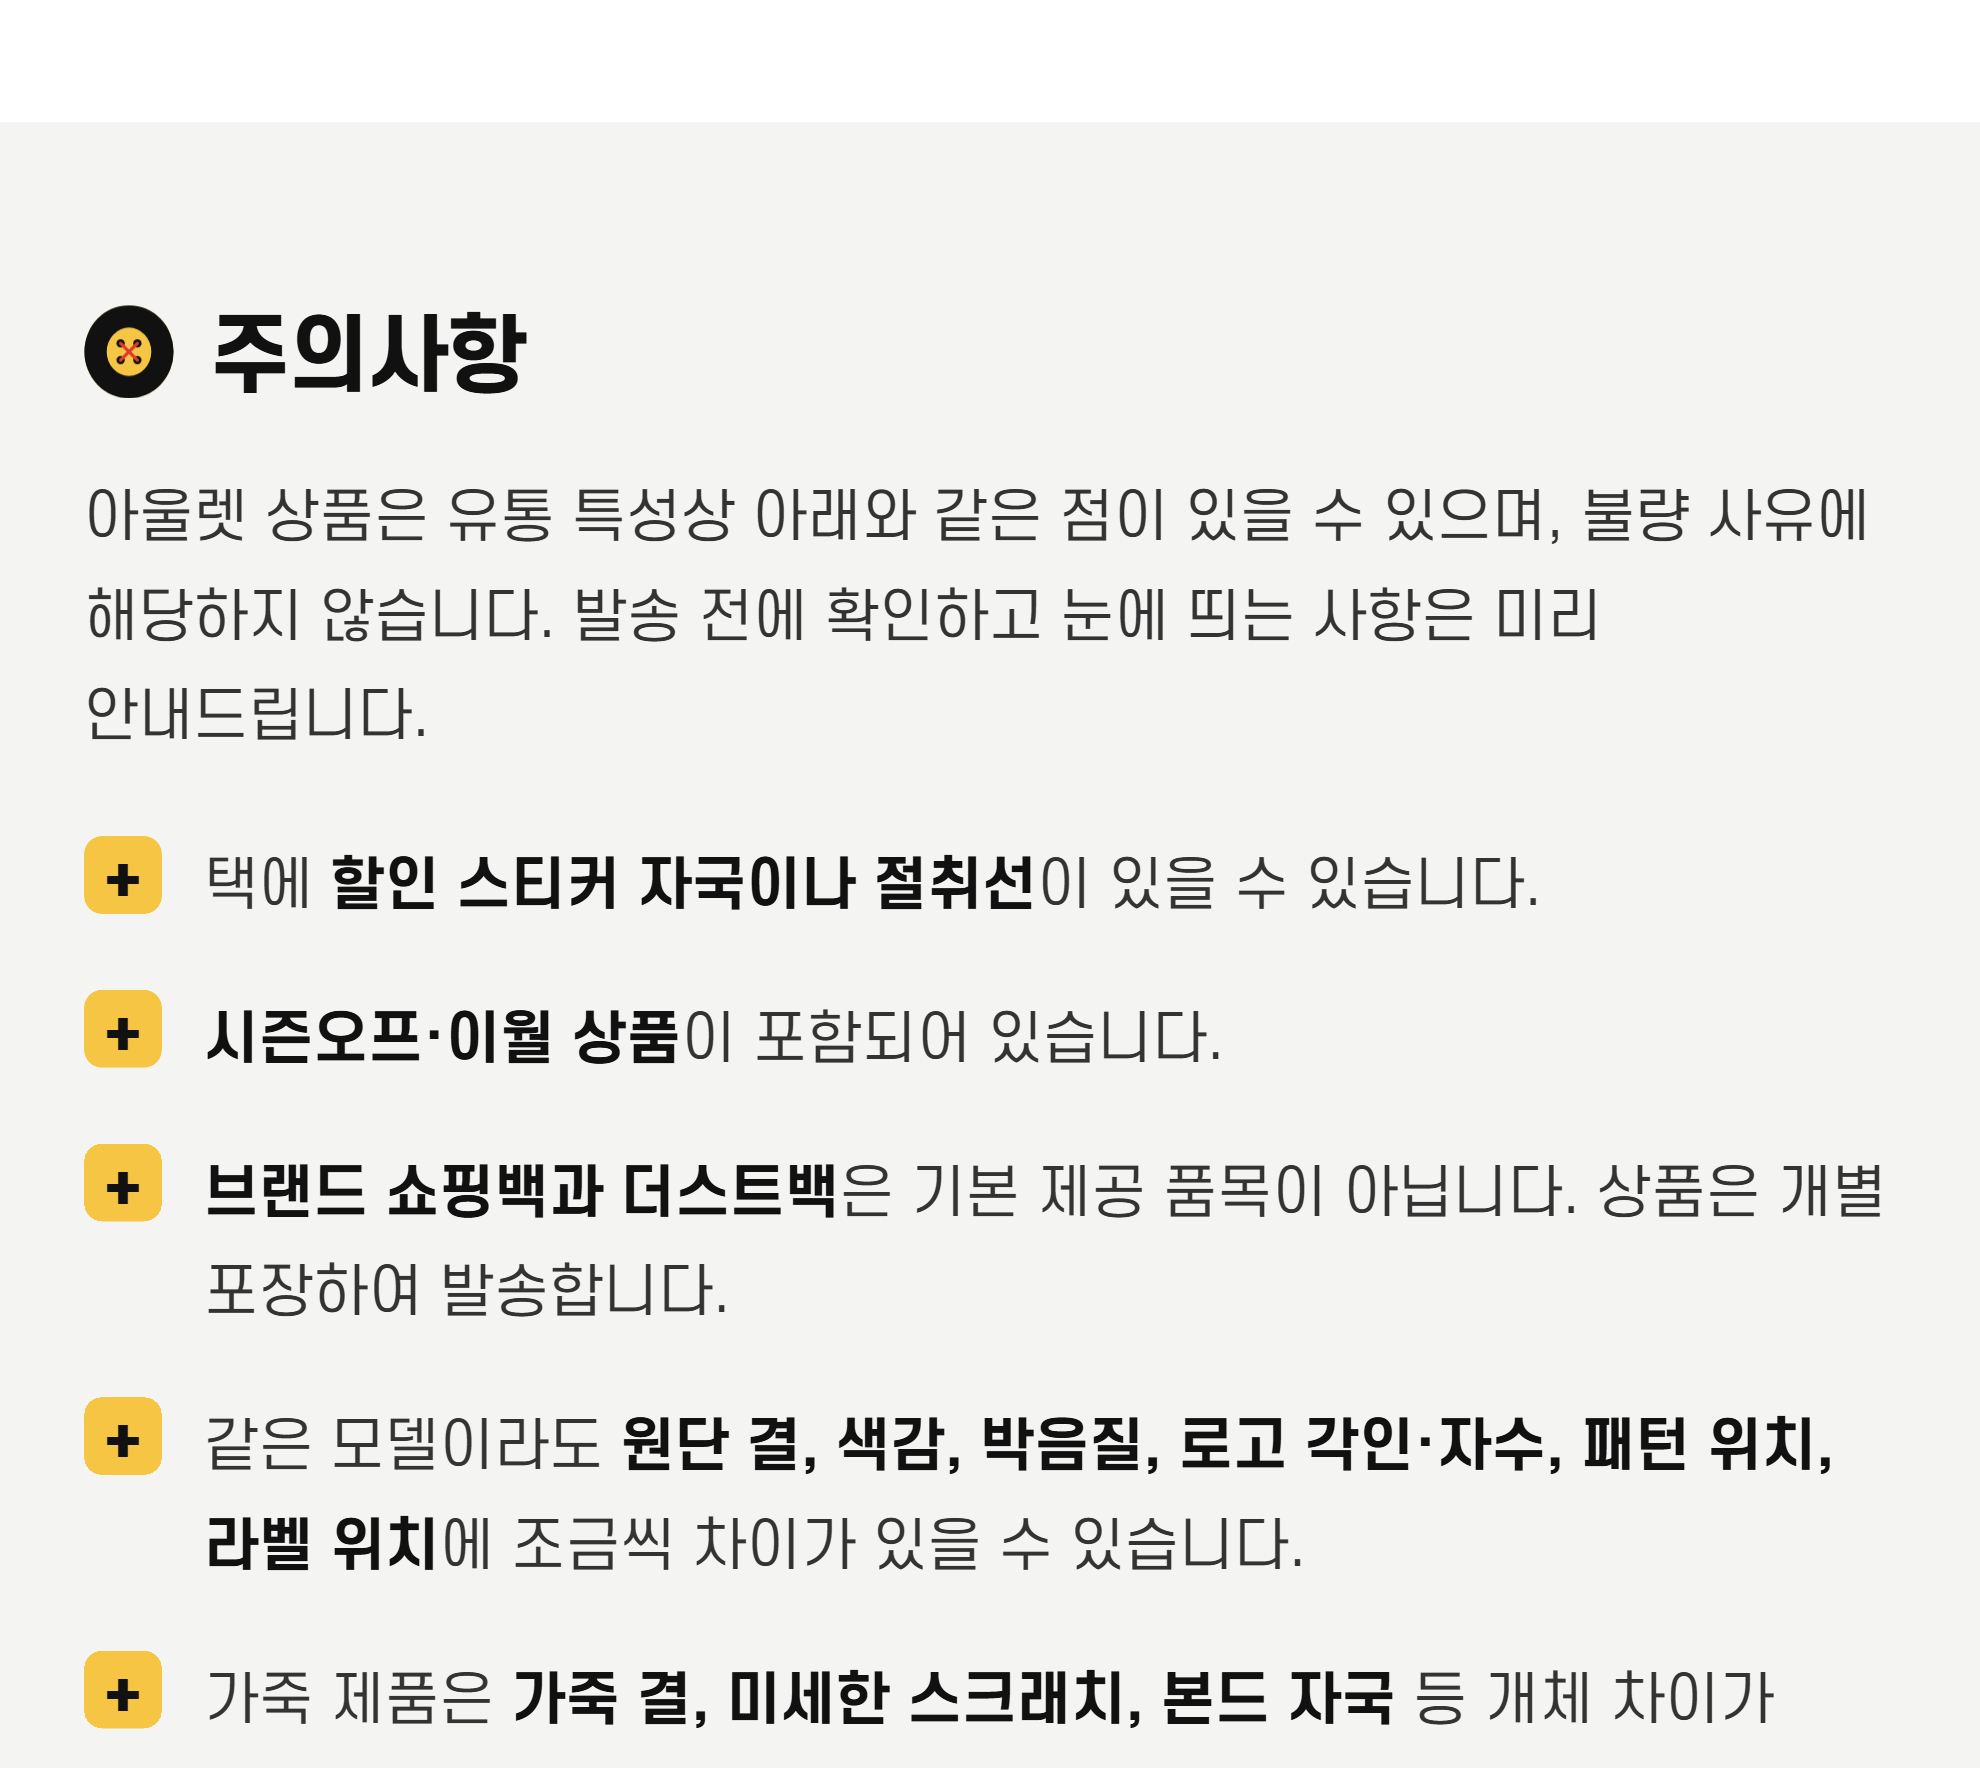 주의사항
아울렛 상품은 유통 특성상 아래와 같은 점이 있을 수 있으며, 불량 사유에
해당하지 않습니다. 발송 전에 확인하고 눈에 띄는 사항은 미리
안내드립니다.
+ 택에 할인 스티커 자국이나 절취선이 있을 수 있습니다.
+ 시즌오프·이월 상품이 포함되어 있습니다.
+ 브랜드 쇼핑백과 더스트백은 기본 제공 품목이 아닙니다. 상품은 개별
포장하여 발송합니다.
+ 같은 모델이라도 원단 결, 색감, 박음질, 로고 각인·자수, 패턴 위치,
라벨 위치에 조금씩 차이가 있을 수 있습니다.
+ 가죽 제품은 가죽 결, 미세한 스크래치, 본드 자국 등 개체 차이가